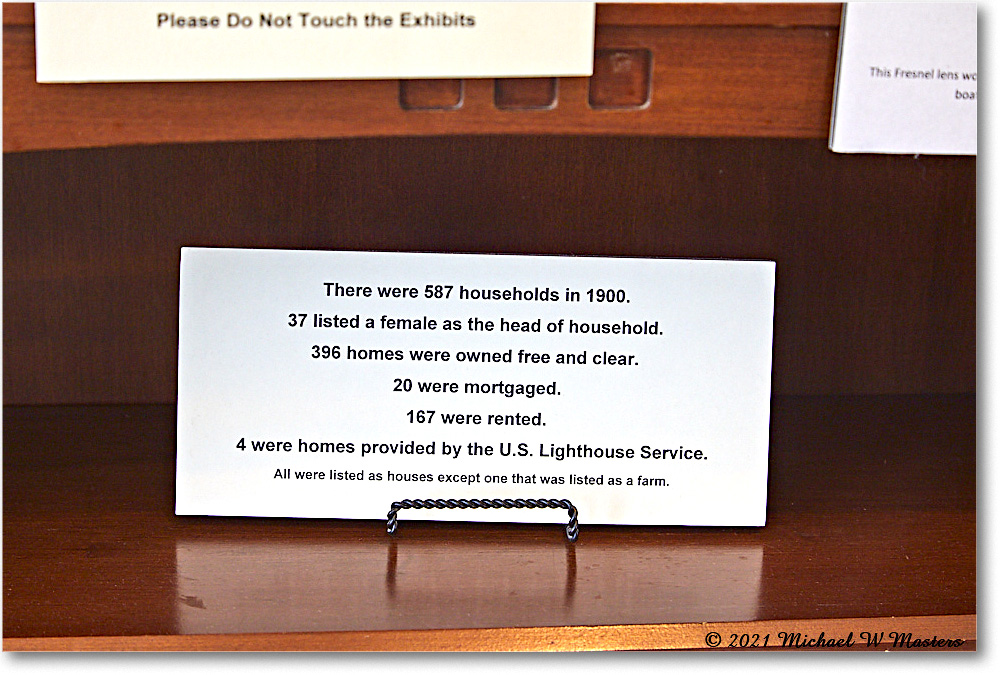 Please Do Not Touch the Exhibits
This Fresnel lens
There were 587 households in 1900.
37 listed a female as the head of household.
396 homes were owned free and clear.
20 were mortgaged.
167 were rented.
4 were homes provided by the U.S. Lighthouse Service.
All were listed as houses except one that was listed as a farm.
© 2021 Michael W Masters